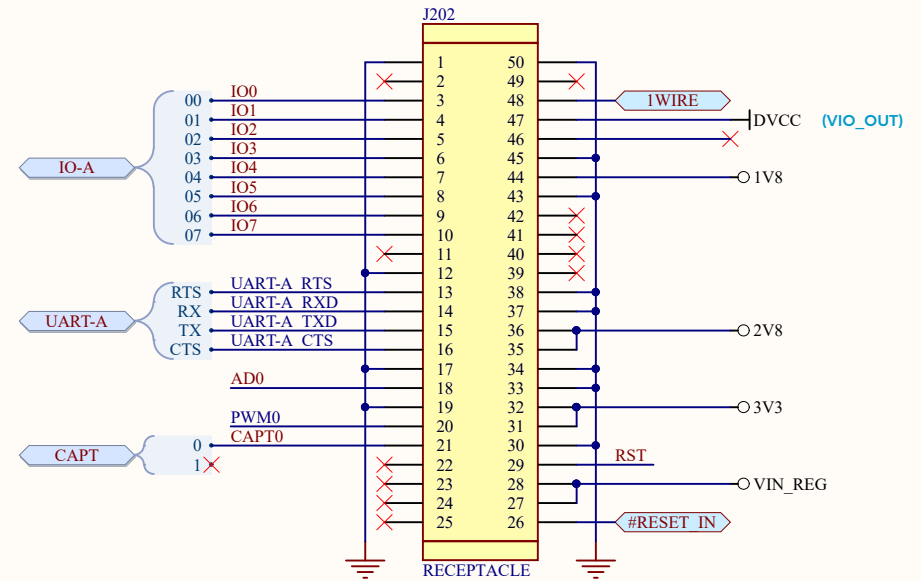 J202
1 50
2 49
00 IO0 3 48 1WIRE
01 IO1 4 47 DVCC (VIO_OUT)
02 IO2 5 46
03 IO3 6 45
IO-A 04 IO4 7 44 1V8
05 IO5 8 43
06 IO6 9 42
07 IO7 10 41
11 40
12 39
RTS UART-A_RTS 13 38
RX UART-A_RXD 14 37
UART-A TX UART-A_TXD 15 36 2V8
CTS UART-A_CTS 16 35
17 34
AD0 18 33
19 32 3V3
PWM0 20 31
CAPT 0 CAPT0 21 30
1 22 29 RST
23 28 VIN_REG
24 27
25 26 #RESET_IN
RECEPTACLE